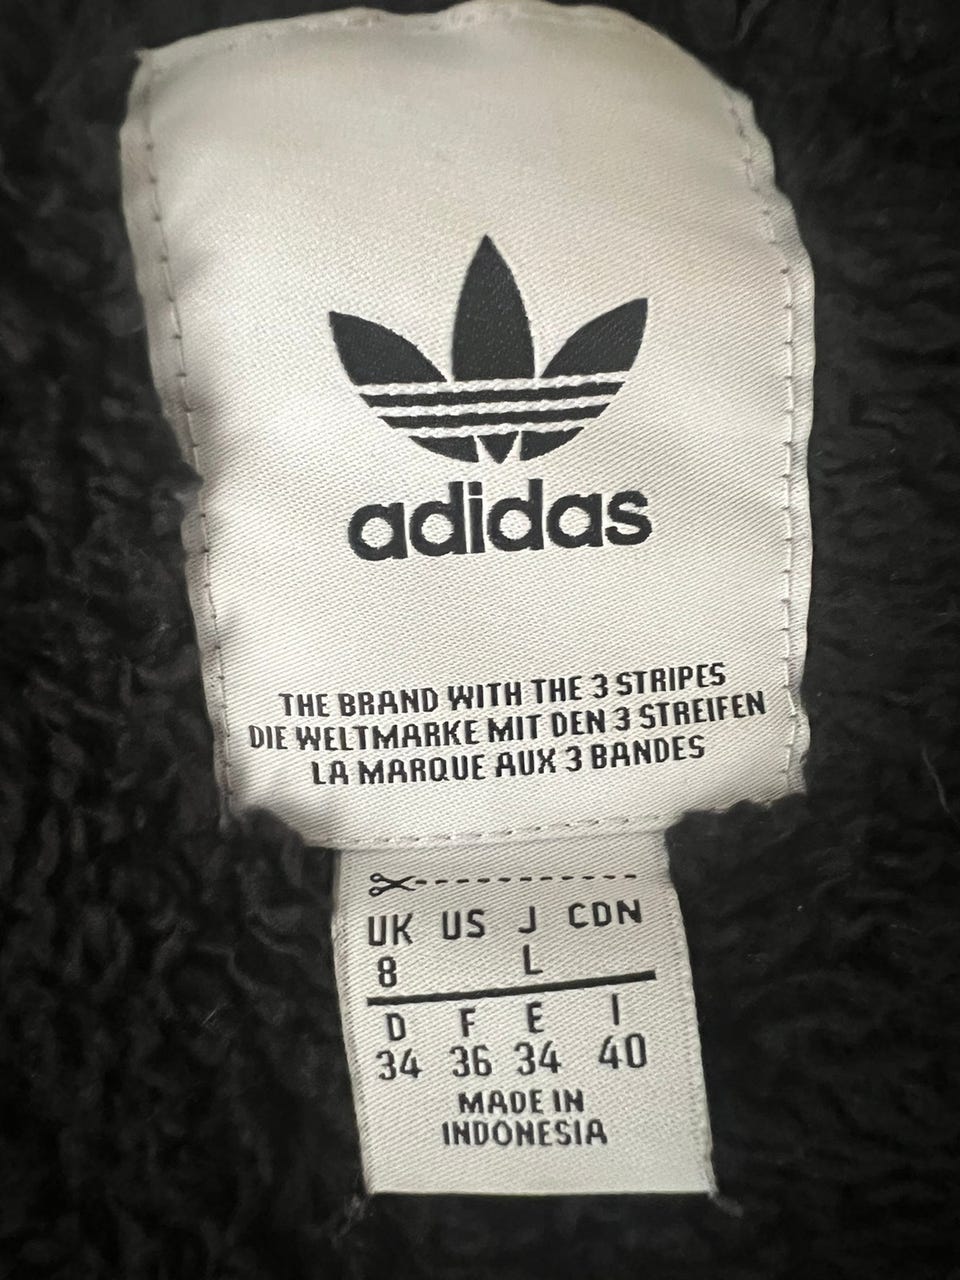 adidas
THE BRAND WITH THE 3 STRIPES
DIE WELTMARKE MIT DEN 3 STREIFEN
LA MARQUE AUX 3 BANDES
UK US J CDN
8 L
D F E I
34 36 34 40
MADE IN
INDONESIA